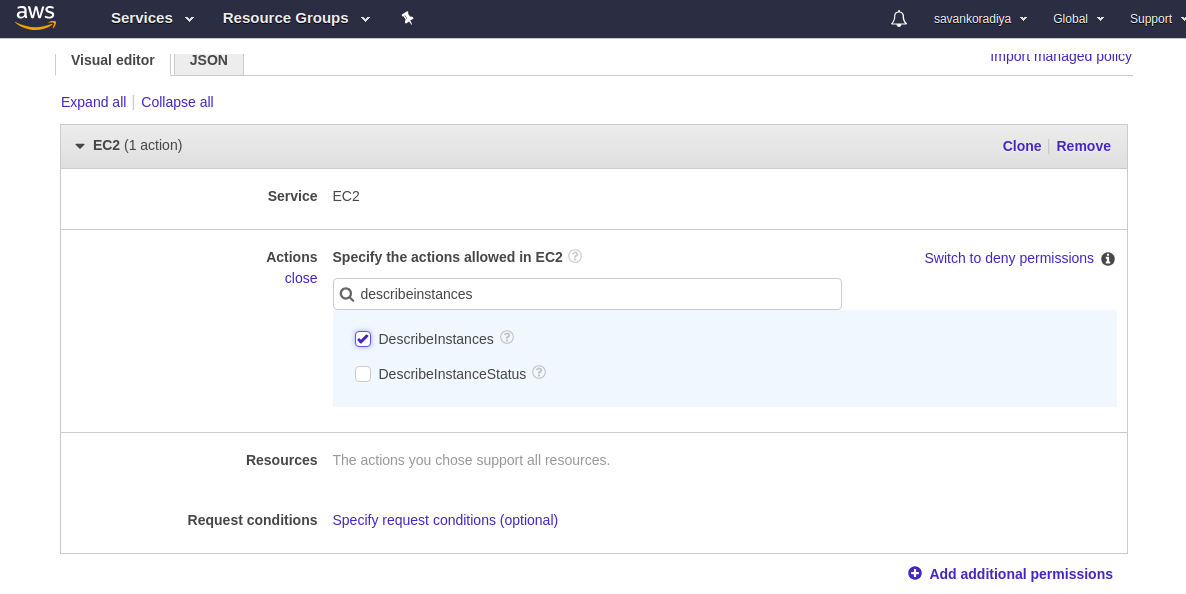 aws Services Resource Groups savankoradiya Global Support
Visual editor JSON Import managed policy
Expand all | Collapse all
EC2 (1 action) Clone | Remove
Service EC2
Actions Specify the actions allowed in EC2 ? Switch to deny permissions i
close
describeinstances
DescribeInstances ?
DescribeInstanceStatus ?
Resources The actions you chose support all resources.
Request conditions Specify request conditions (optional)
Add additional permissions